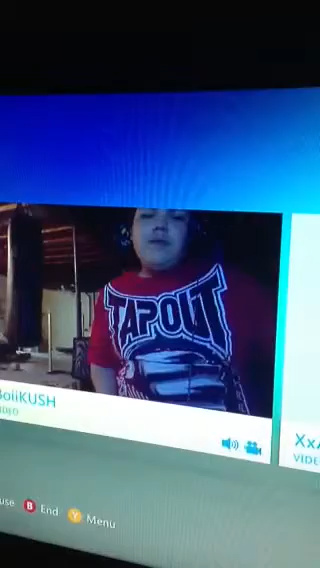 TAPOUT
BoiiKUSH
VIDEO
XxA
VIDE
use B End Y Menu